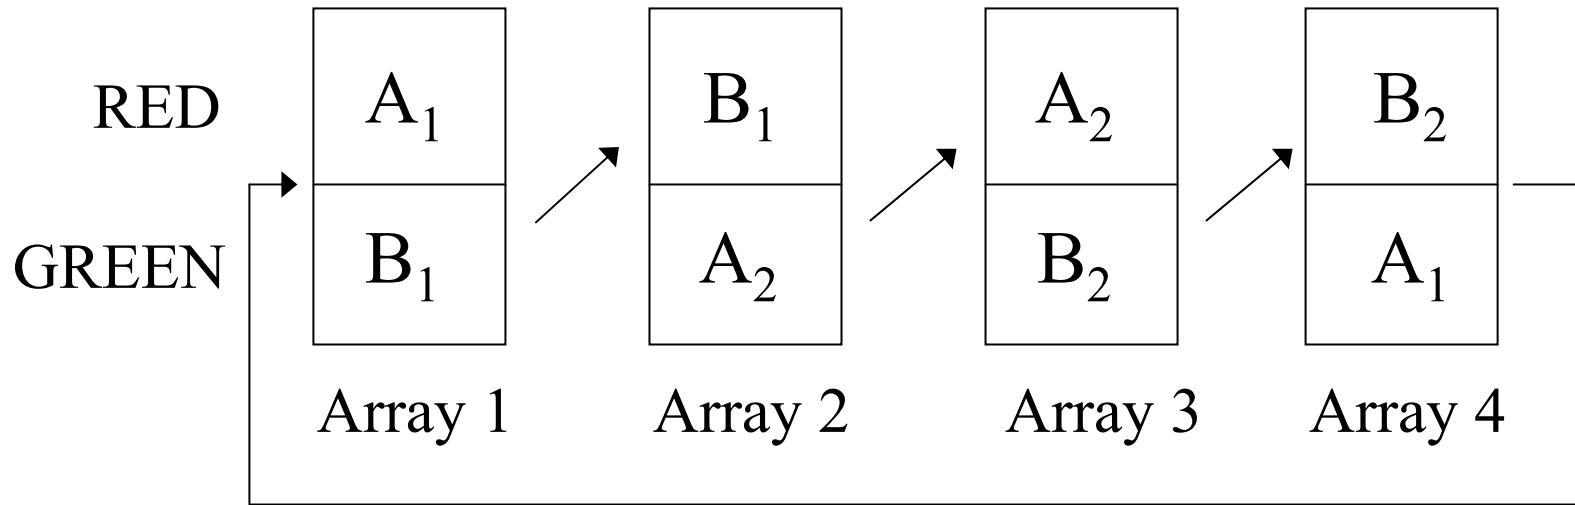 RED A₁ B₁ A₂ B₂
GREEN B₁ A₂ B₂ A₁
Array 1 Array 2 Array 3 Array 4